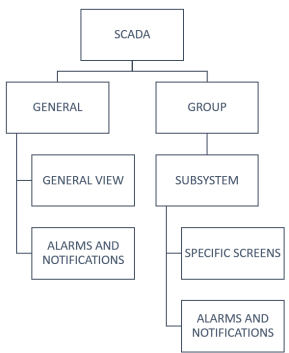 SCADA
GENERAL
GROUP
GENERAL VIEW
SUBSYSTEM
ALARMS AND
NOTIFICATIONS
SPECIFIC SCREENS
ALARMS AND
NOTIFICATIONS